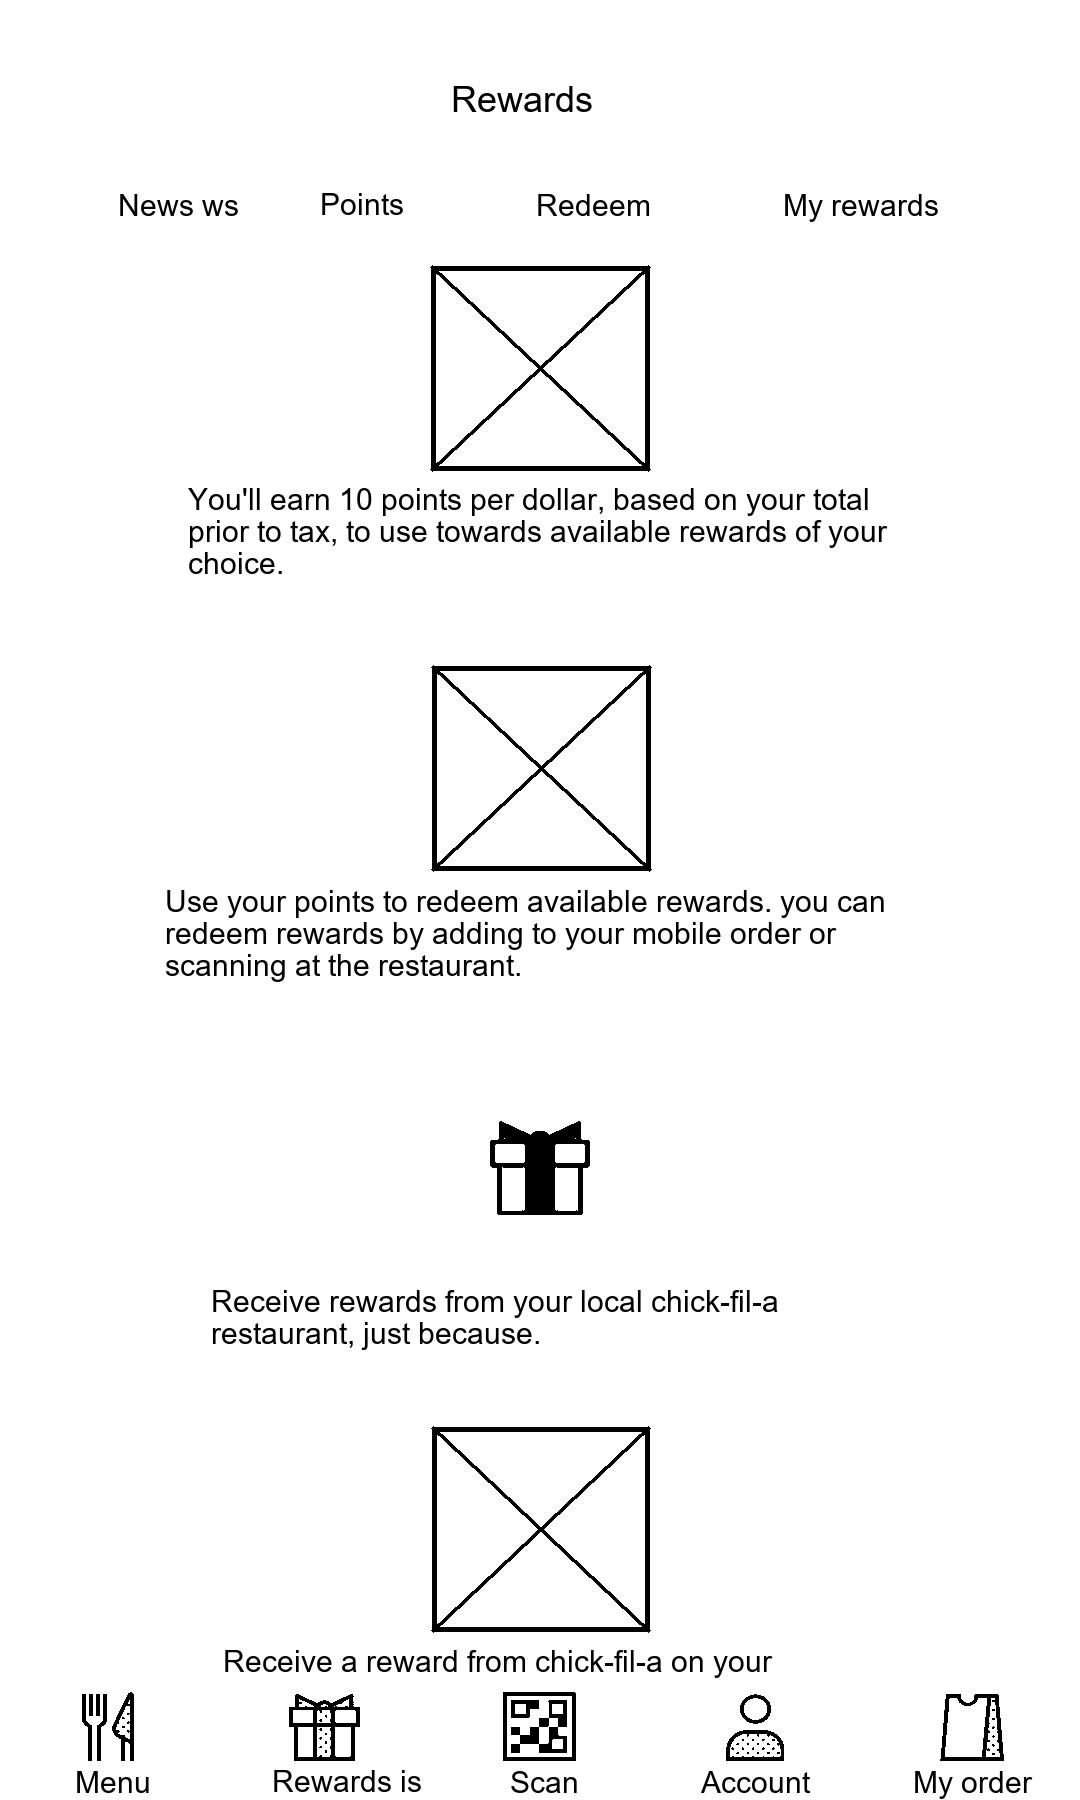 Rewards
News ws Points Redeem My rewards
You'll earn 10 points per dollar, based on your total
prior to tax, to use towards available rewards of your
choice.
Use your points to redeem available rewards. you can
redeem rewards by adding to your mobile order or
scanning at the restaurant.
Receive rewards from your local chick-fil-a
restaurant, just because.
Receive a reward from chick-fil-a on your
Menu Rewards is Scan Account My order